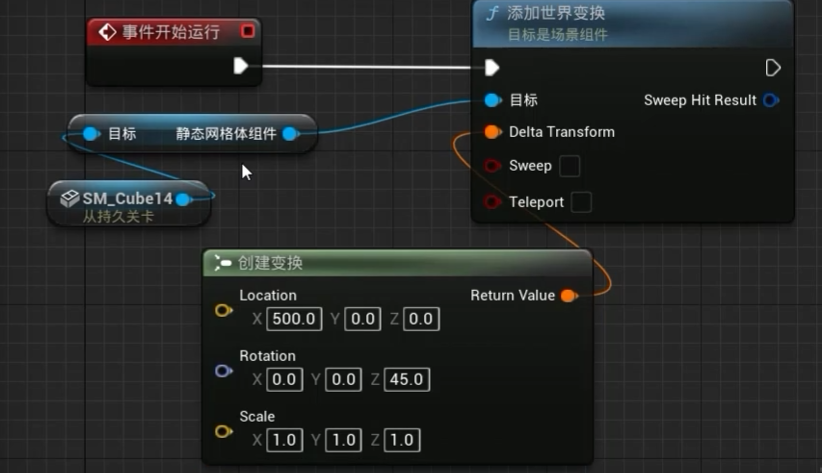 事件开始运行
添加世界变换
目标是场景组件
目标
Sweep Hit Result
Delta Transform
Sweep
Teleport
目标 静态网格体组件
SM_Cube14
从持久关卡
创建变换
Location
Return Value
X 500.0 Y 0.0 Z 0.0
Rotation
X 0.0 Y 0.0 Z 45.0
Scale
X 1.0 Y 1.0 Z 1.0